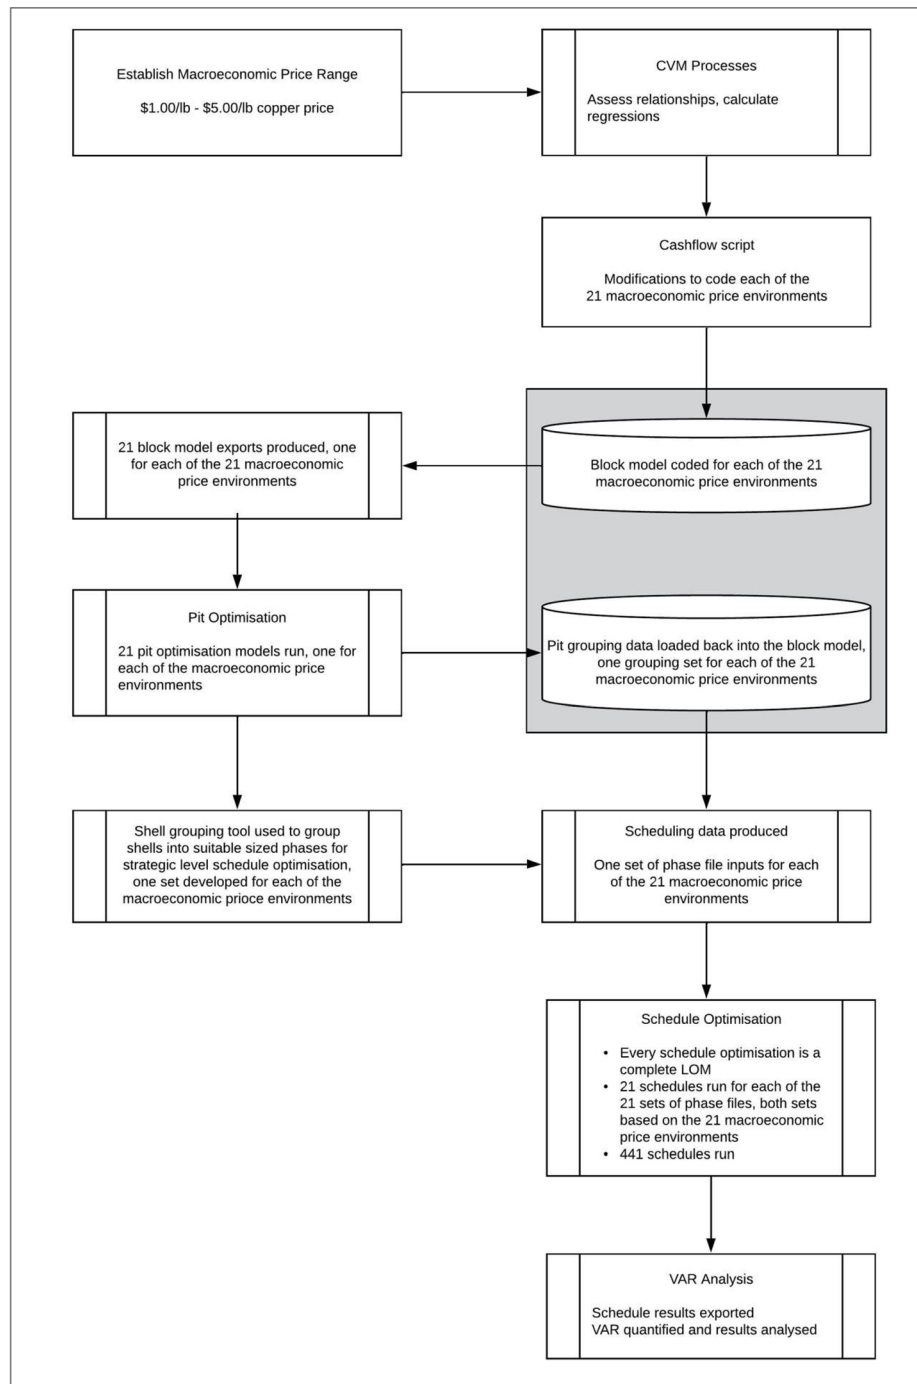 Establish Macroeconomic Price Range
$1.00/lb - $5.00/lb copper price
CVM Processes
Assess relationships, calculate
regressions
Cashflow script
Modifications to code each of the
21 macroeconomic price environments
Block model coded for each of the 21
macroeconomic price environments
21 block model exports produced, one
for each of the 21 macroeconomic
price environments
Pit Optimisation
21 pit optimisation models run, one for
each of the macroeconomic price
environments
Pit grouping data loaded back into the block model,
one grouping set for each of the 21
macroeconomic price environments
Shell grouping tool used to group
shells into suitable sized phases for
strategic level schedule optimisation,
one set developed for each of the
macroeconomic prioce environments
Scheduling data produced
One set of phase file inputs for each
of the 21 macroeconomic price
environments
Schedule Optimisation
• Every schedule optimisation is a
complete LOM
• 21 schedules run for each of the
21 sets of phase files, both sets
based on the 21 macroeconomic
price environments
• 441 schedules run
VAR Analysis
Schedule results exported
VAR quantified and results analysed